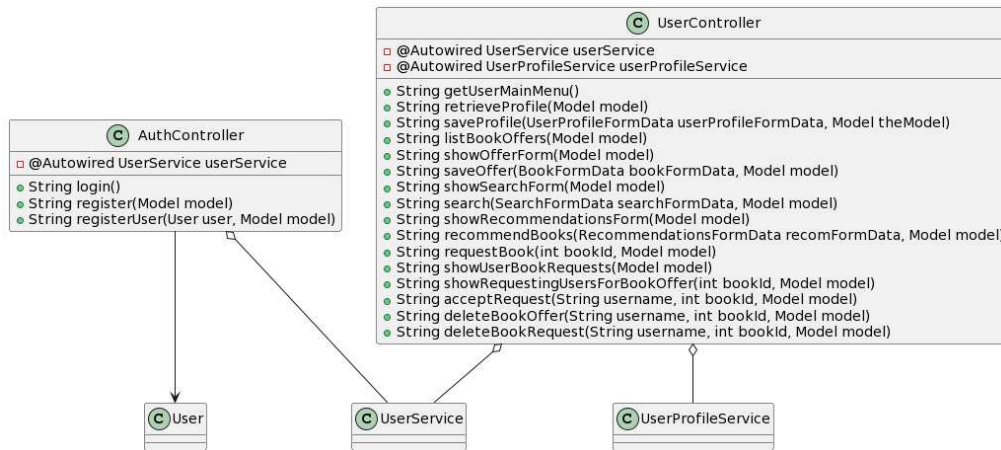 C UserController
@Autowired UserService userService
@Autowired UserProfileService userProfileService
String getUserMainMenu()
String retrieveProfile(Model model)
String saveProfile(UserProfileFormData userProfileFormData, Model theModel)
String listBookOffers(Model model)
String showOfferForm(Model model)
String saveOffer(BookFormData bookFormData, Model model)
String showSearchForm(Model model)
String search(SearchFormData searchFormData, Model model)
String showRecommendationsForm(Model model)
String recommendBooks(RecommendationsFormData recomFormData, Model model)
String requestBook(int bookId, Model model)
String showUserBookRequests(Model model)
String showRequestingUsersForBookOffer(int bookId, Model model)
String acceptRequest(String username, int bookId, Model model)
String deleteBookOffer(String username, int bookId, Model model)
String deleteBookRequest(String username, int bookId, Model model)
C AuthController
@Autowired UserService userService
String login()
String register(Model model)
String registerUser(User user, Model model)
C User
C UserService
C UserProfileService